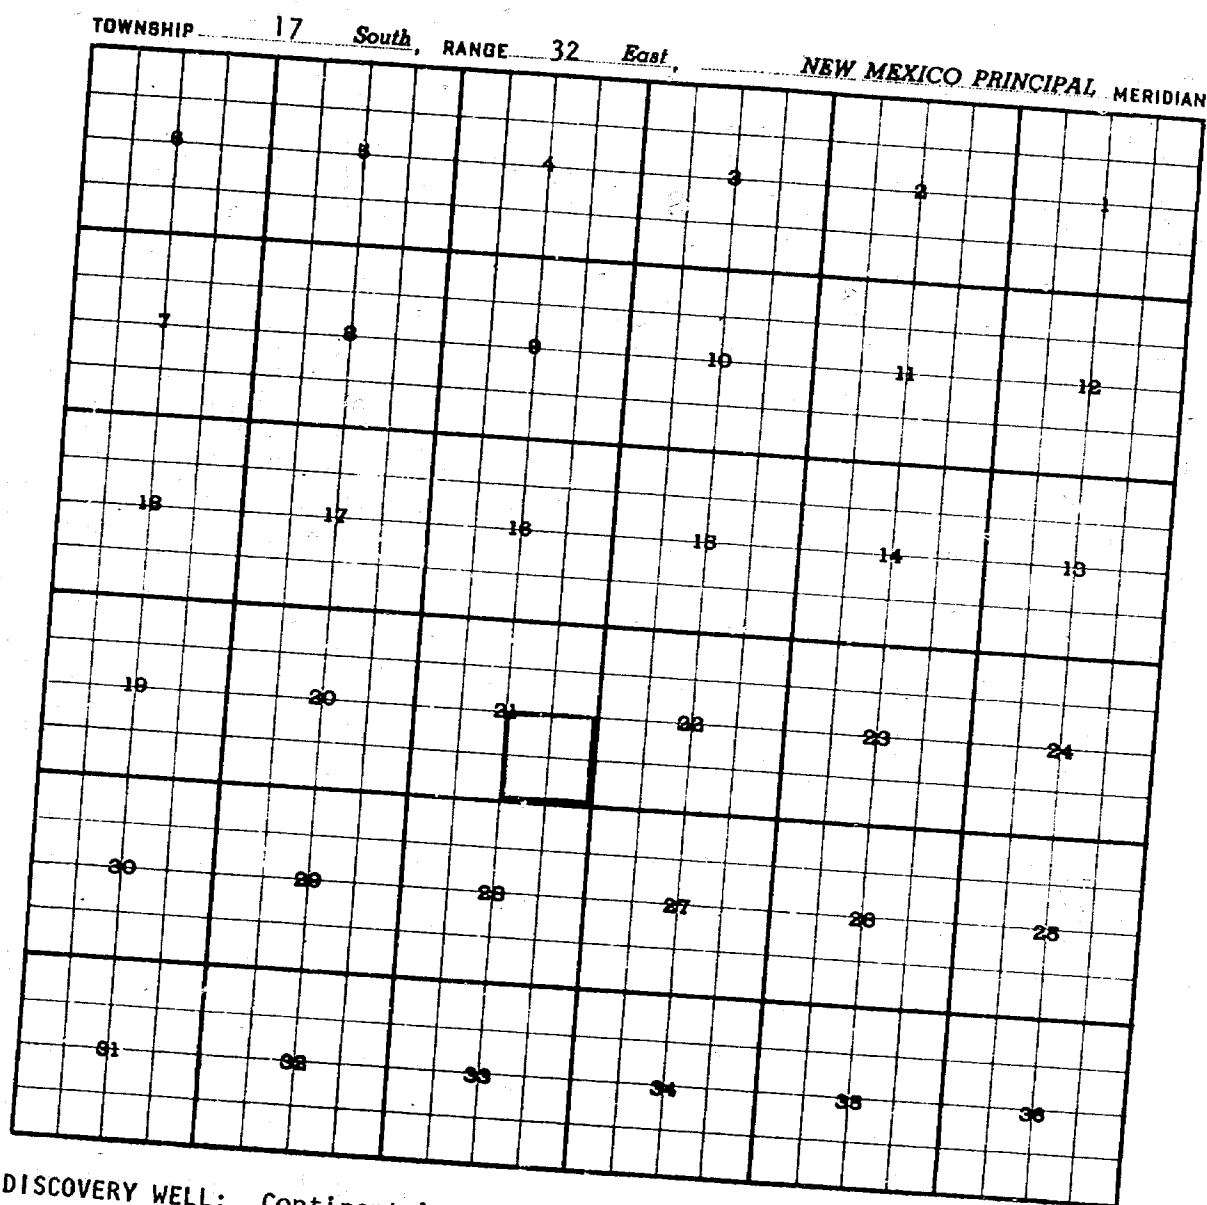 TOWNSHIP 17 South, RANGE 32 East, NEW MEXICO PRINCIPAL MERIDIAN
6 5 4 3 2 1
7 8 9 10 11 12
18 17 16 15 14 13
19 20 21 22 23 24
30 29 28 27 26 25
31 32 33 34 35 36
DISCOVERY WELL: